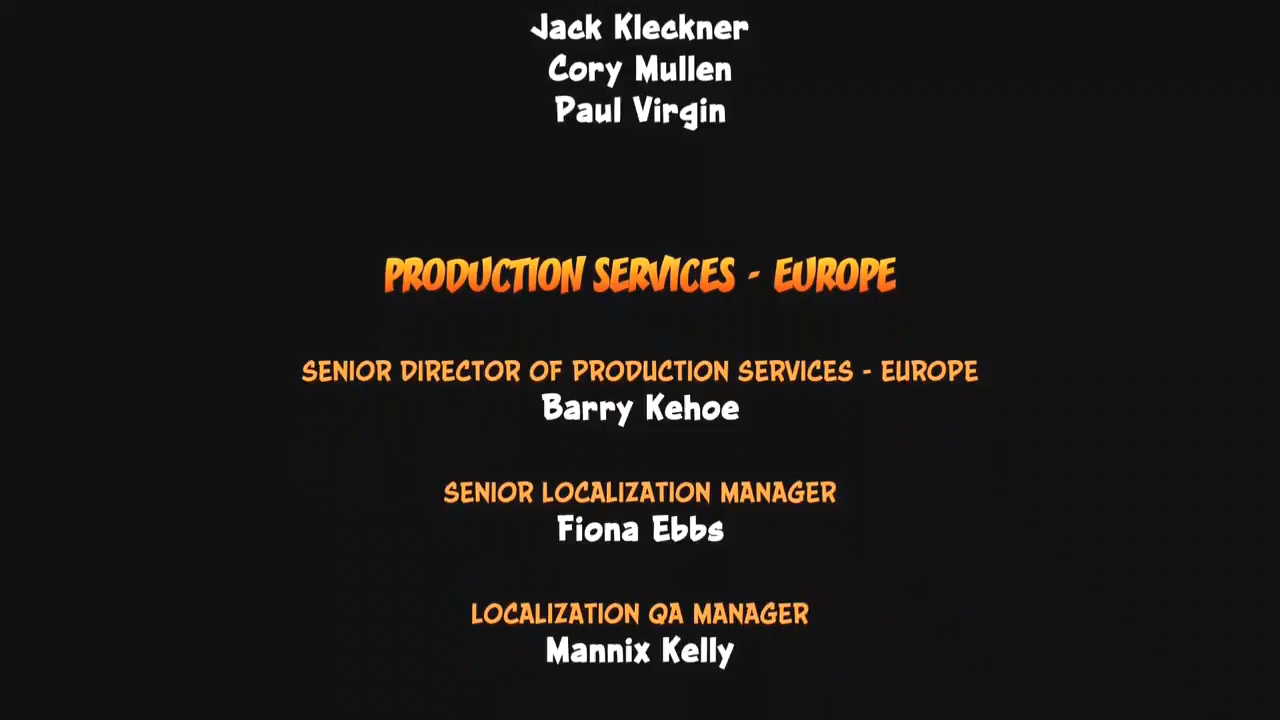 Jack Kleckner
Cory Mullen
Paul Virgin
PRODUCTION SERVICES - EUROPE
SENIOR DIRECTOR OF PRODUCTION SERVICES - EUROPE
Barry Kehoe
SENIOR LOCALIZATION MANAGER
Fiona Ebbs
LOCALIZATION QA MANAGER
Mannix Kelly